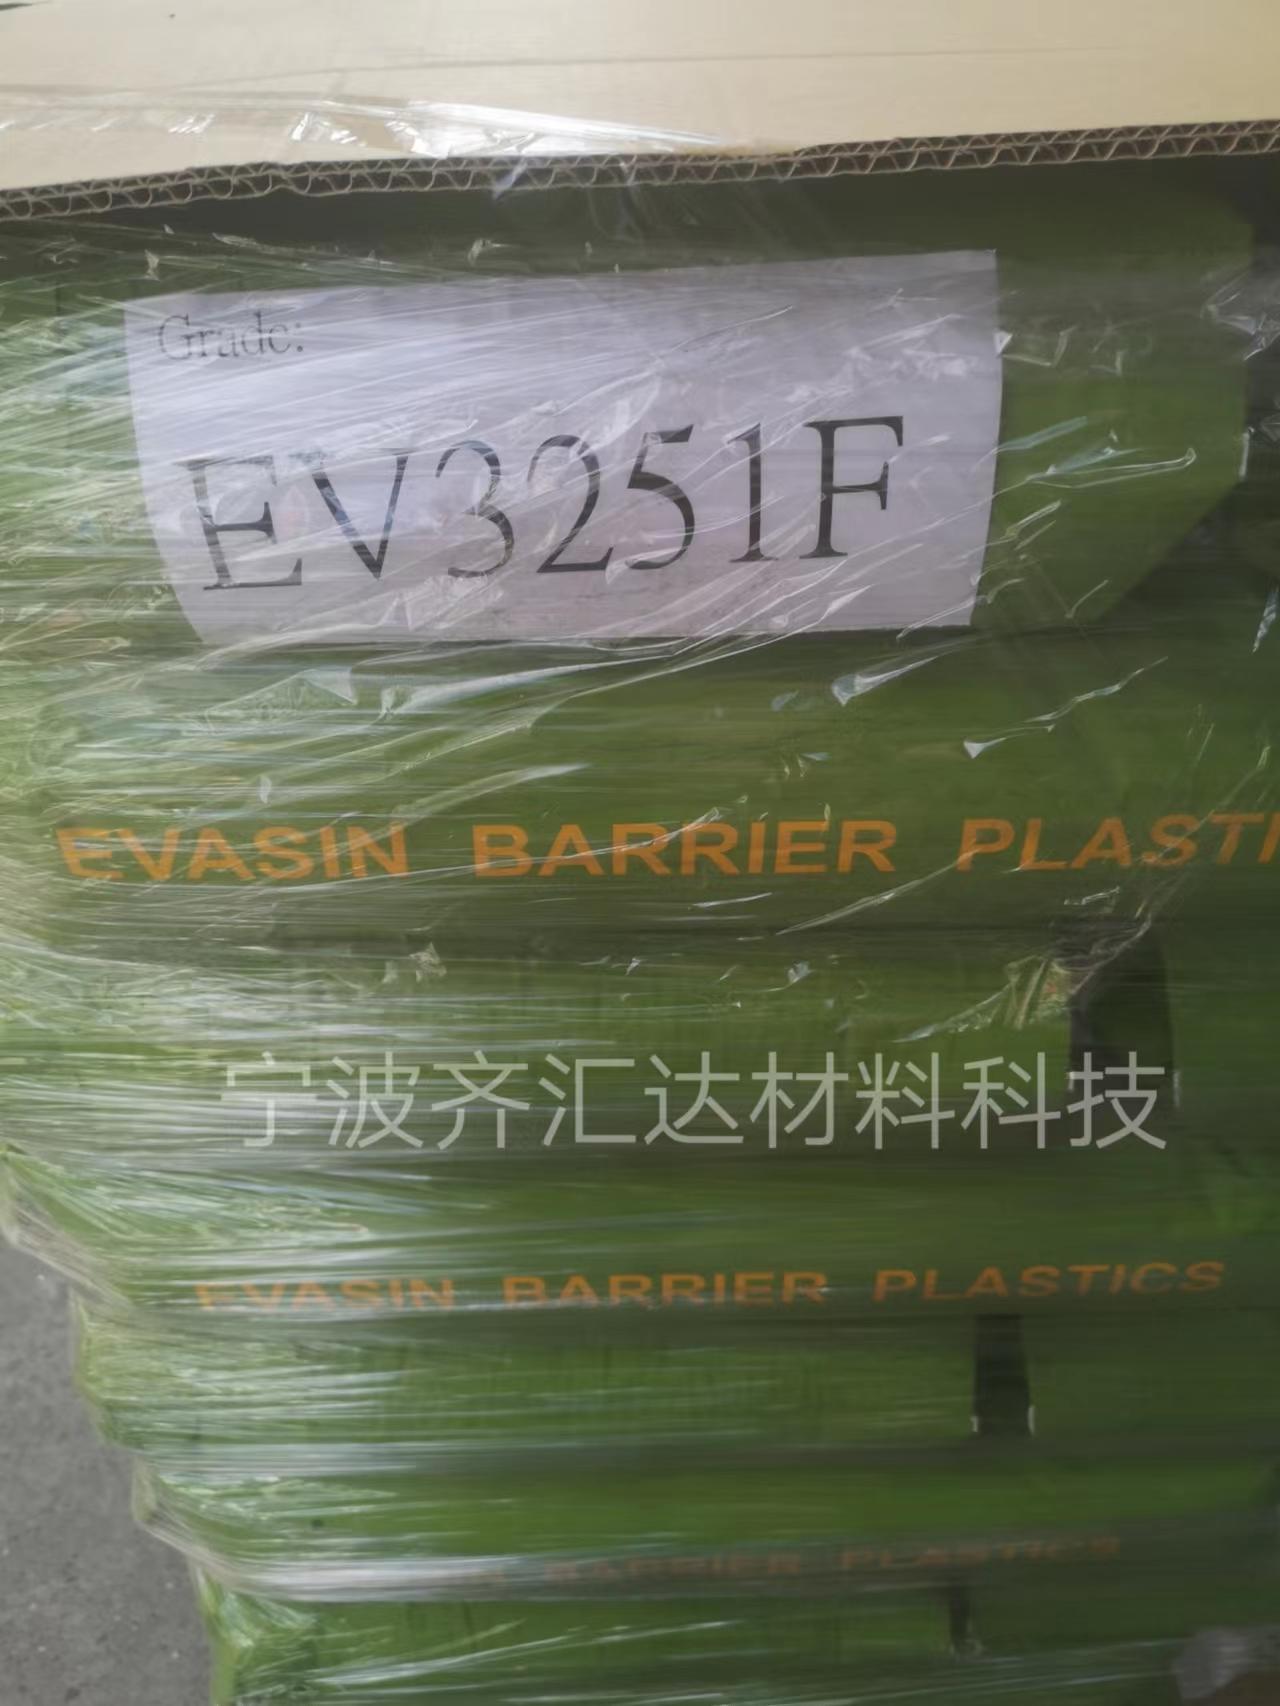 Grade:
EV3251F
EVASIN BARRIER PLASTI
宁波齐汇达材料科技
EVASIN BARRIER PLASTICS
BARRIER PLASTICS